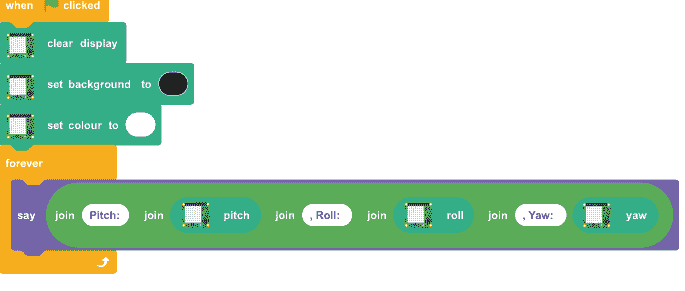 when clicked
clear display
set background to
set colour to
forever
say join Pitch: join pitch join , Roll: join roll join , Yaw: yaw